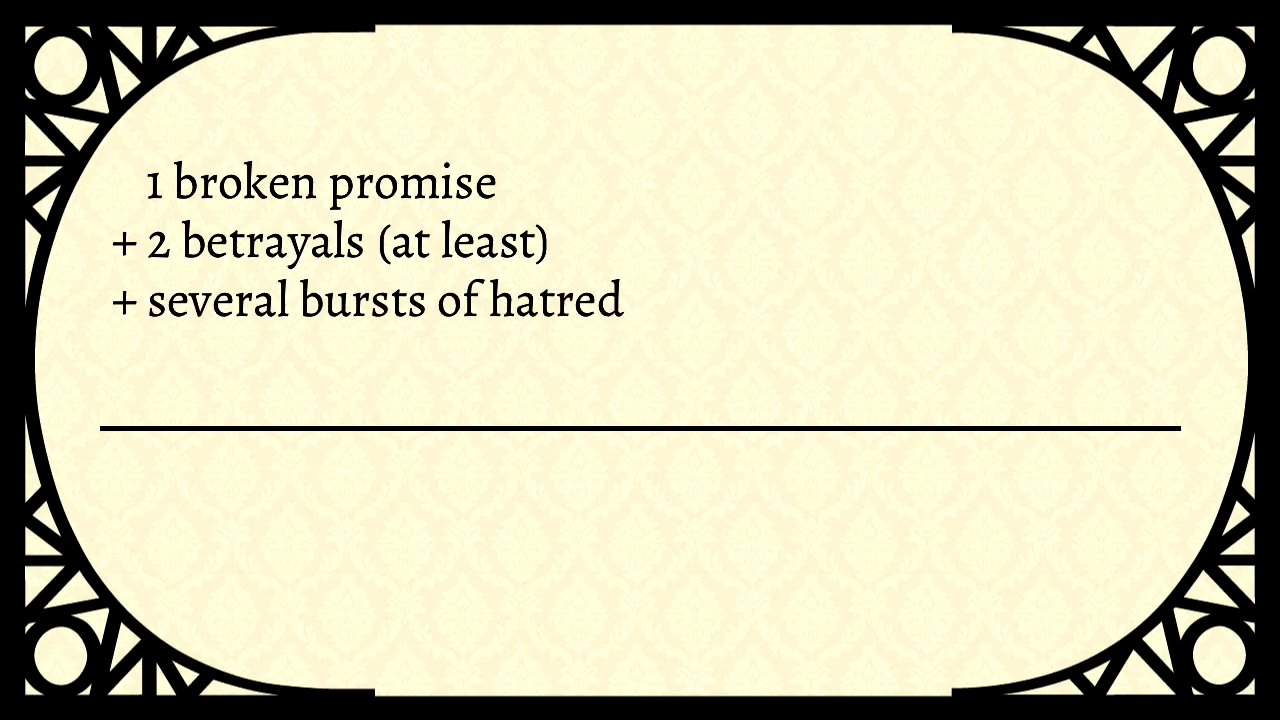 1 broken promise
+ 2 betrayals (at least)
+ several bursts of hatred